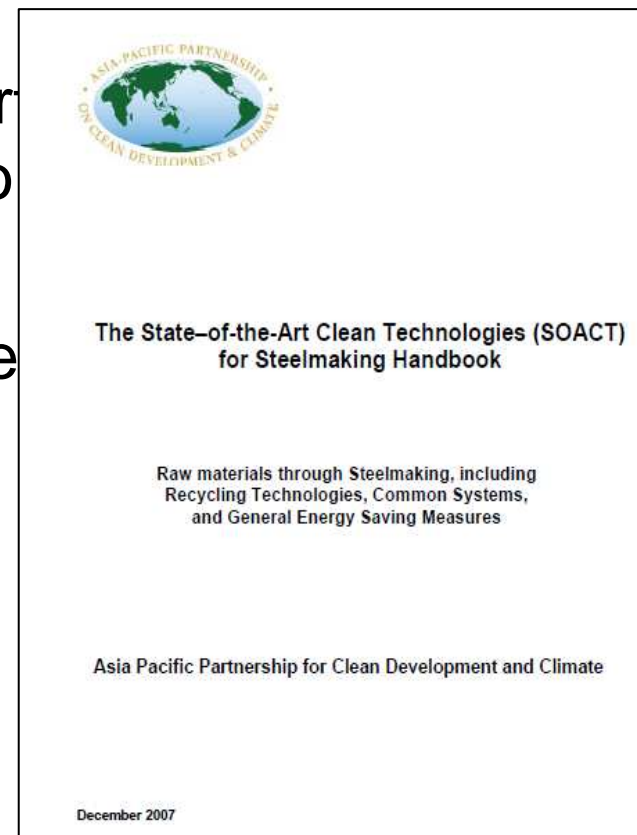 ASIA-PACIFIC PARTNERSHIP
ON CLEAN DEVELOPMENT & CLIMATE
The State–of-the-Art Clean Technologies (SOACT)
for Steelmaking Handbook
Raw materials through Steelmaking, including
Recycling Technologies, Common Systems,
and General Energy Saving Measures
Asia Pacific Partnership for Clean Development and Climate
December 2007